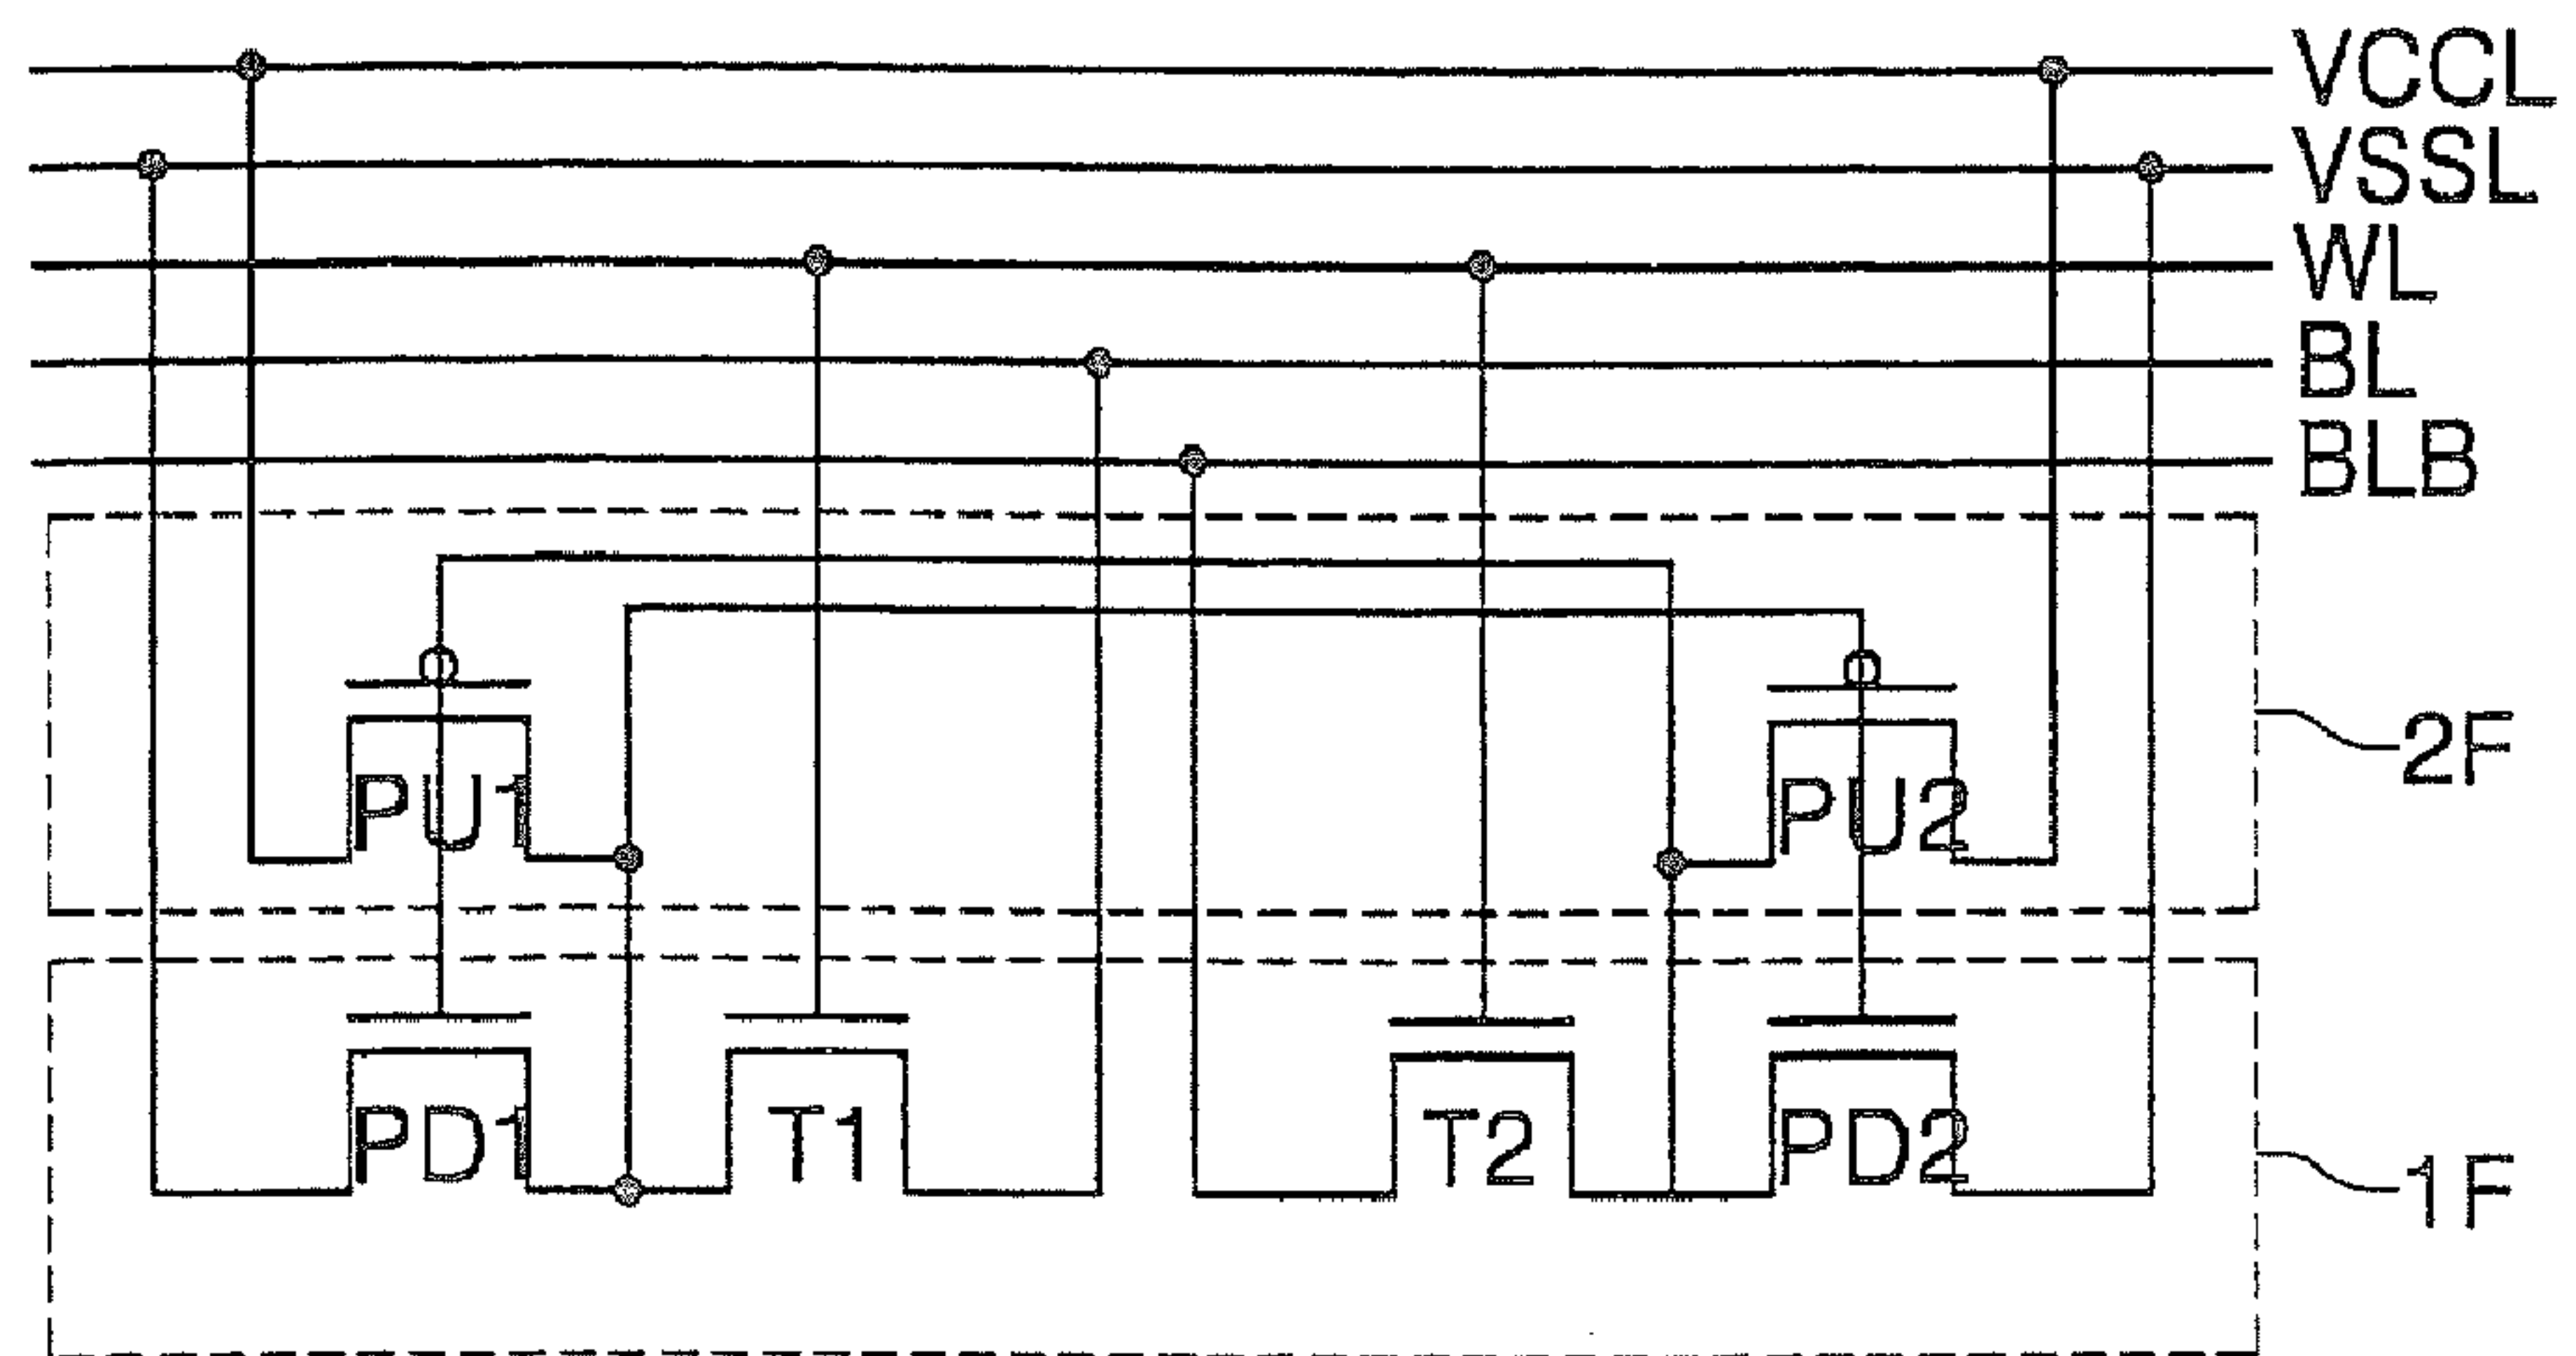 VCCL
VSSL
WL
BL
BLB
PU1
PU2
2F
PD1
T1
T2
PD2
1F